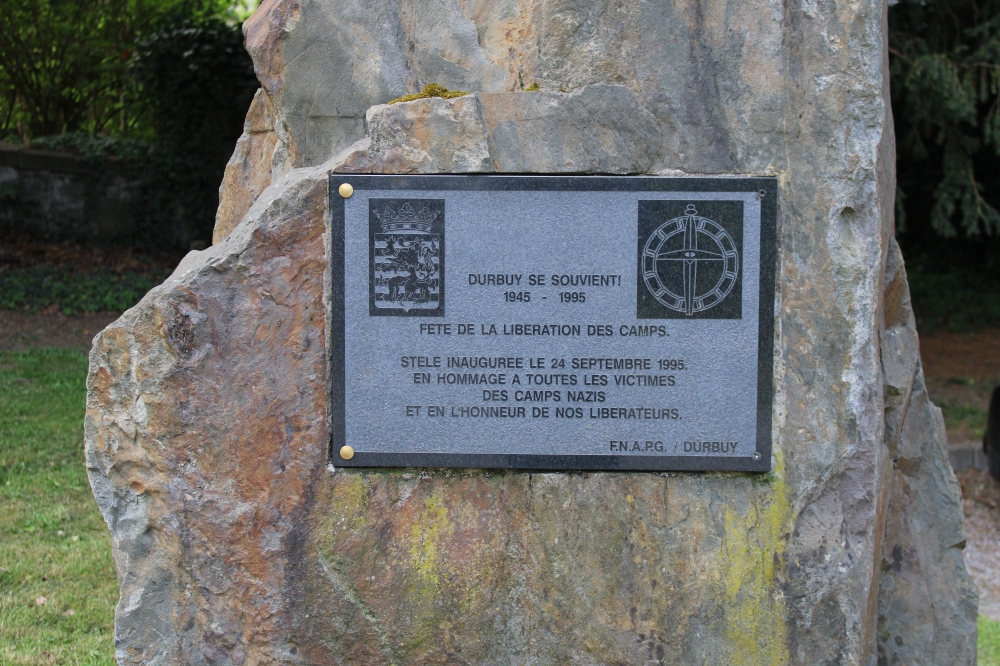 DURBUY SE SOUVIENT!
1945 - 1995
FETE DE LA LIBERATION DES CAMPS.
STELE INAUGUREE LE 24 SEPTEMBRE 1995.
EN HOMMAGE A TOUTES LES VICTIMES
DES CAMPS NAZIS
ET EN L'HONNEUR DE NOS LIBERATEURS.
F.N.A.P.G. / DURBUY